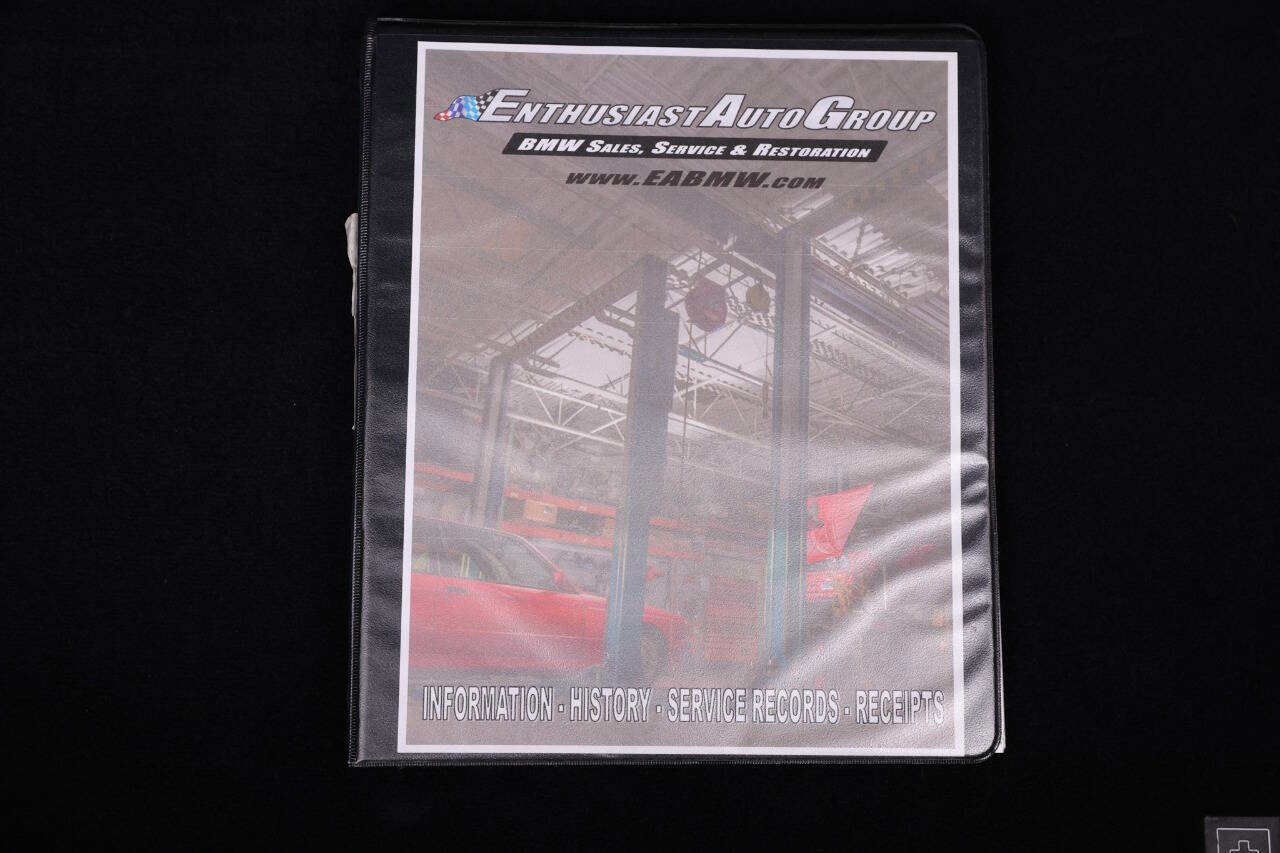 ENTHUSIASTAUTOGROUP
BMW SALES, SERVICE & RESTORATION
WWW.EABMW.COM
INFORMATION - HISTORY - SERVICE RECORDS - RECEIPTS